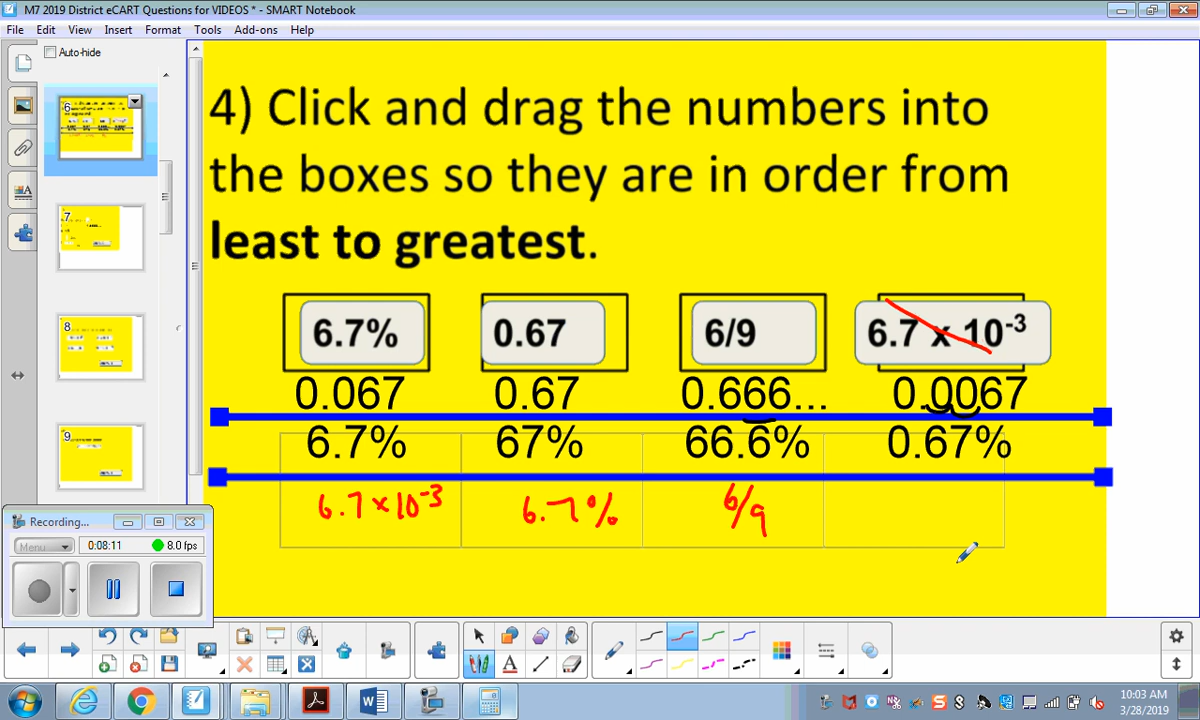 M7 2019 District eCART Questions for VIDEOS * - SMART Notebook
File Edit View Insert Format Tools Add-ons Help
Auto-hide
6
7
8
9
4) Click and drag the numbers into
the boxes so they are in order from
least to greatest.
6.7% 0.67 6/9 6.7 x 10⁻³
0.067 0.67 0.666... 0.0067
6.7% 67% 66.6% 0.67%
6.7 x 10⁻³ 6.7% 6/9
Recording...
Menu 0:08:11 8.0 fps
10:03 AM
3/28/2019